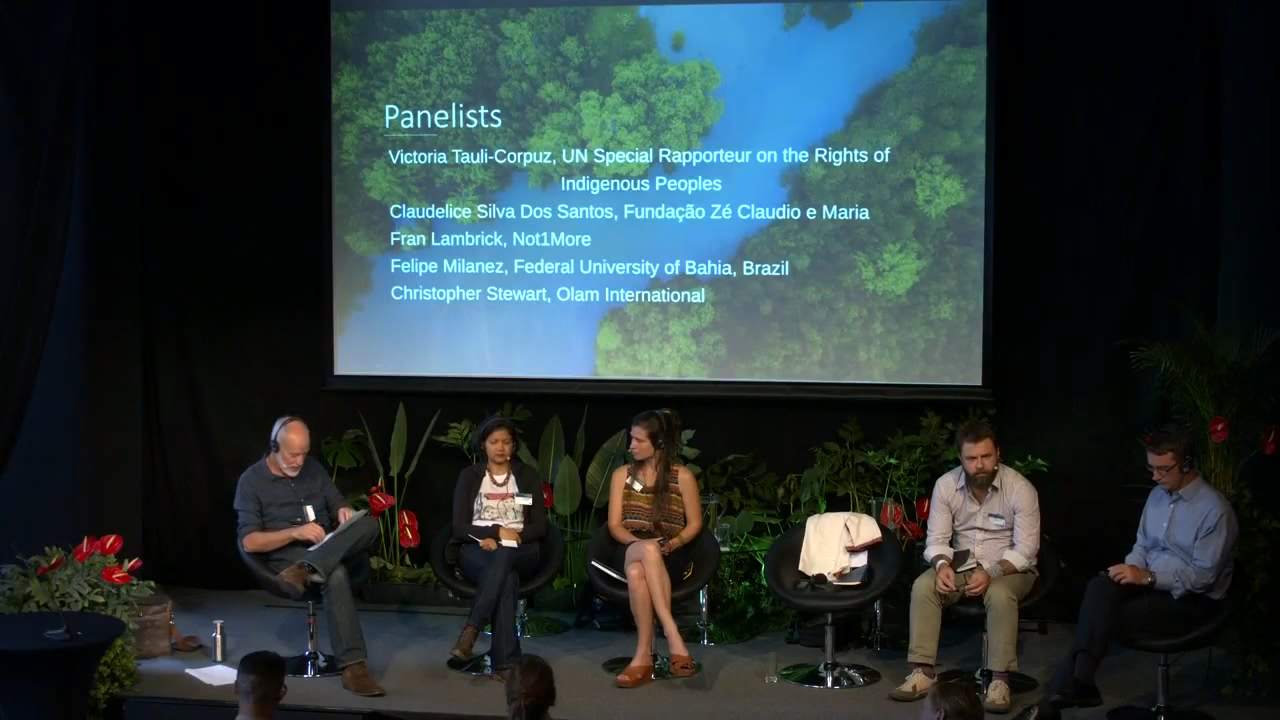 Panelists
Victoria Tauli-Corpuz, UN Special Rapporteur on the Rights of
Indigenous Peoples
Claudelice Silva Dos Santos, Fundação Zé Claudio e Maria
Fran Lambrick, Not1More
Felipe Milanez, Federal University of Bahia, Brazil
Christopher Stewart, Olam International